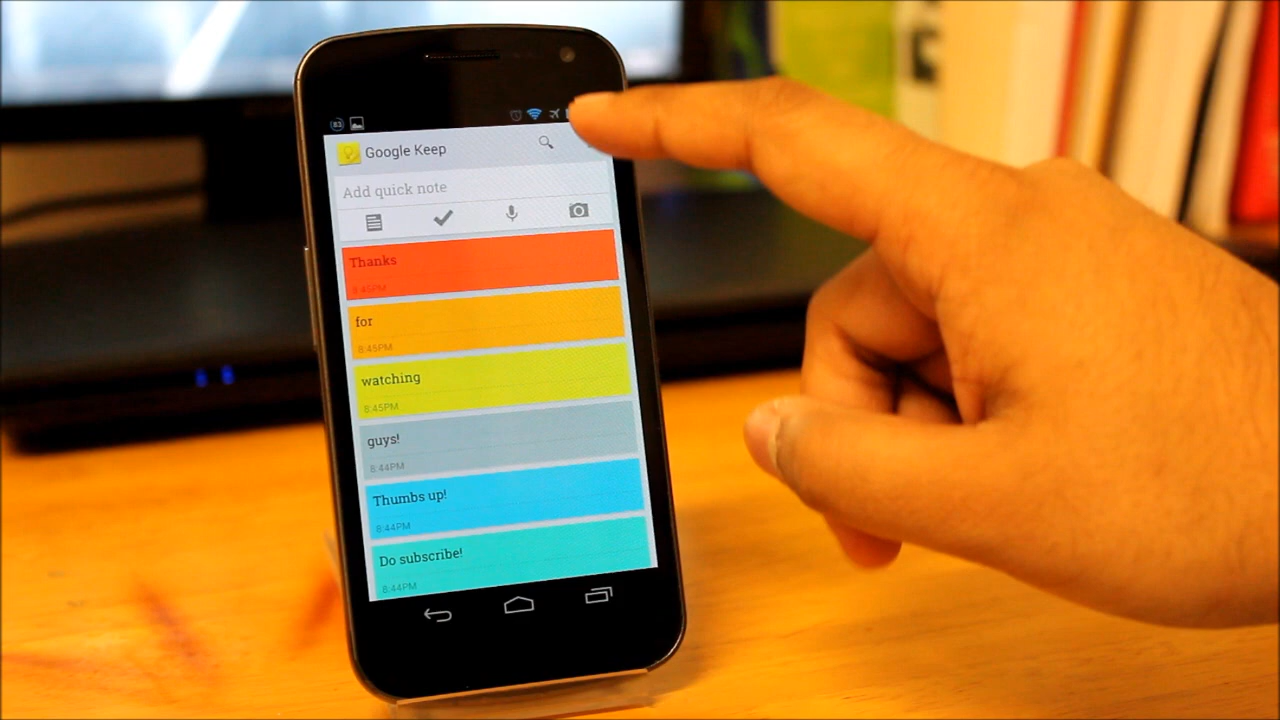 83
Google Keep
Add quick note
Thanks
8:45PM
for
8:45PM
watching
8:45PM
guys!
8:44PM
Thumbs up!
8:44PM
Do subscribe!
8:44PM